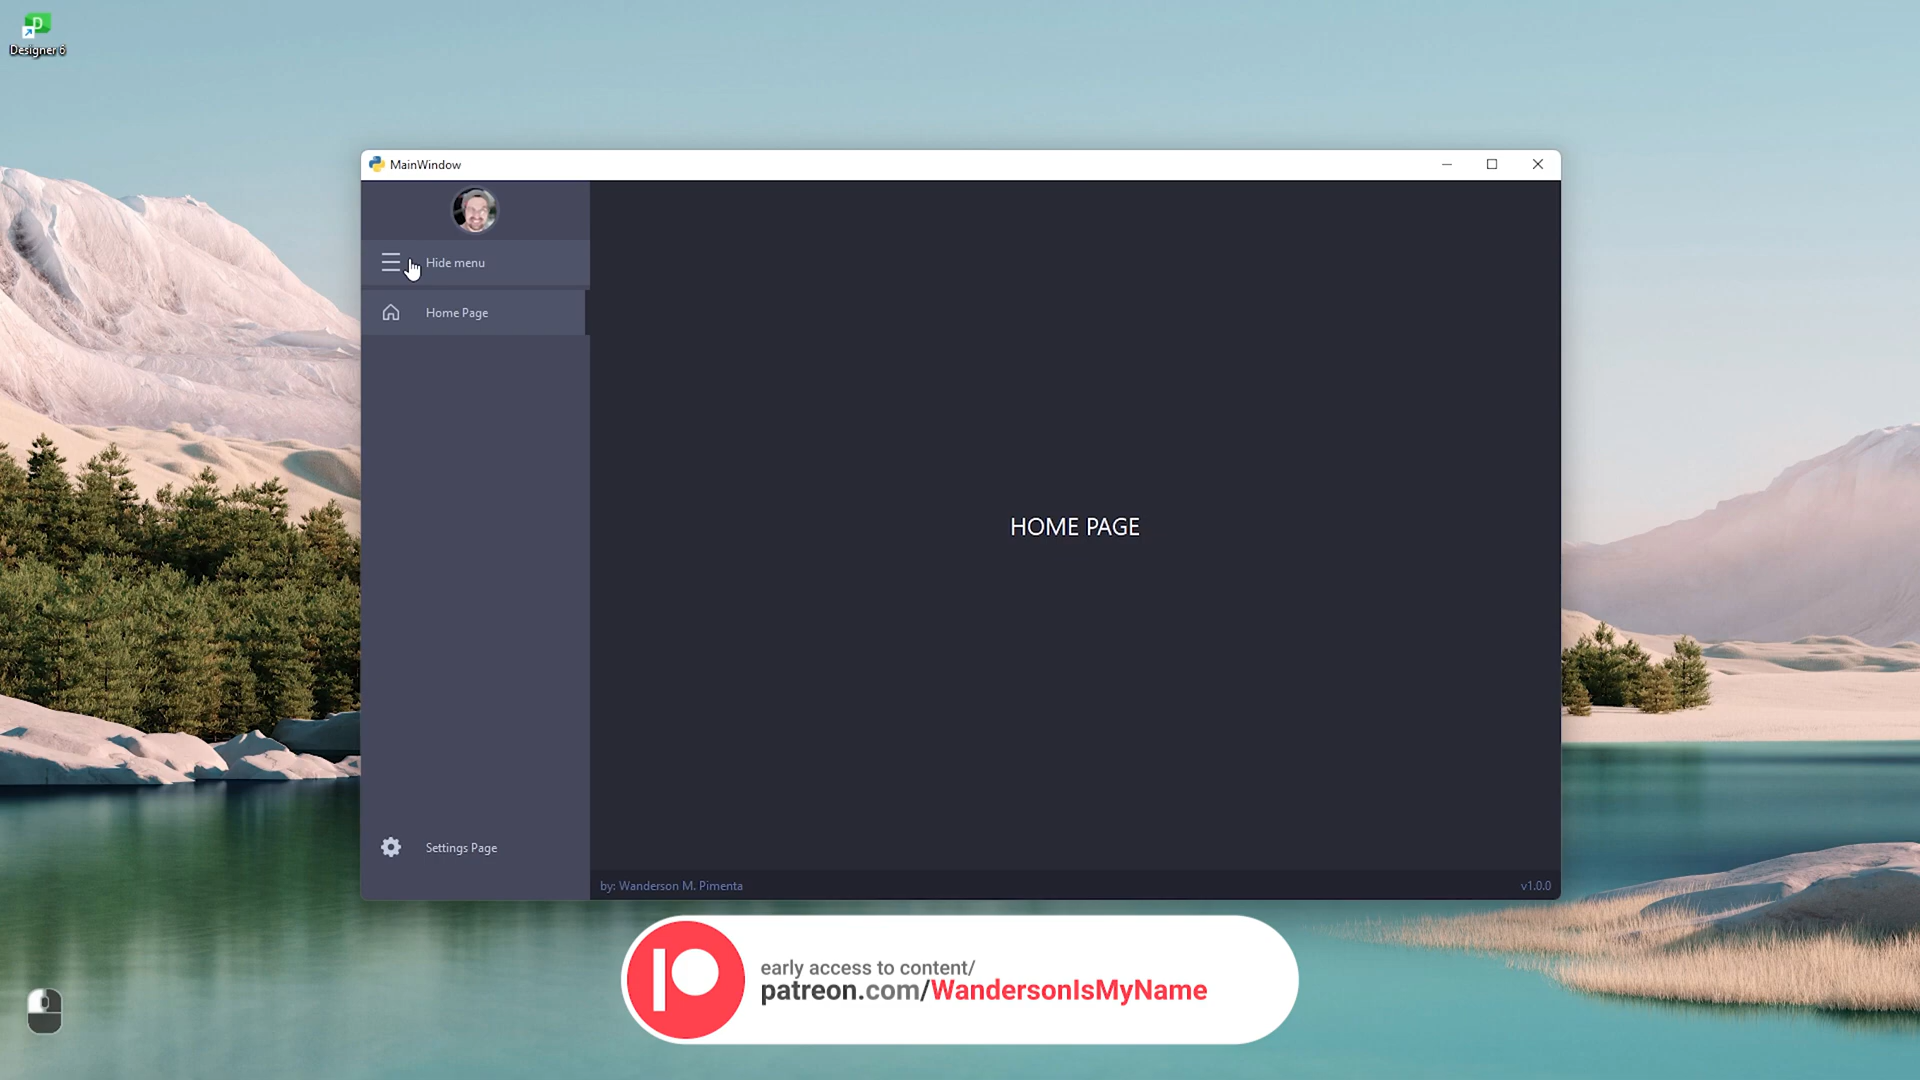 Designer 6
MainWindow
Hide menu
Home Page
HOME PAGE
Settings Page
by: Wanderson M. Pimenta
v1.0.0
early access to content/
patreon.com/WandersonIsMyName